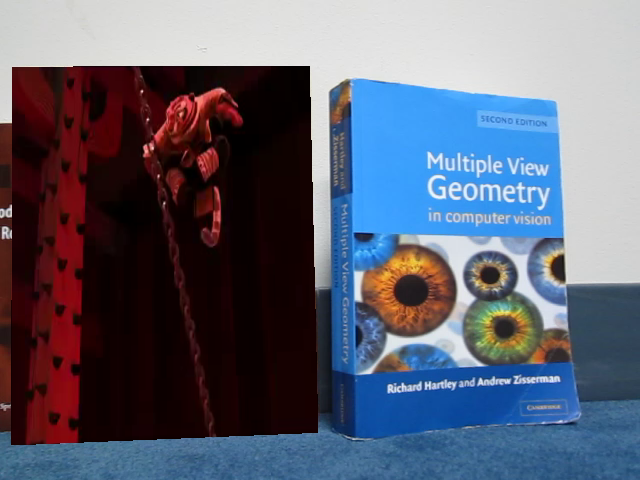 od
R
Sp
SECOND EDITION
Multiple View
Geometry
in computer vision
Hartley and
Zisserman
Multiple View Geometry
Richard Hartley and Andrew Zisserman
CAMBRIDGE